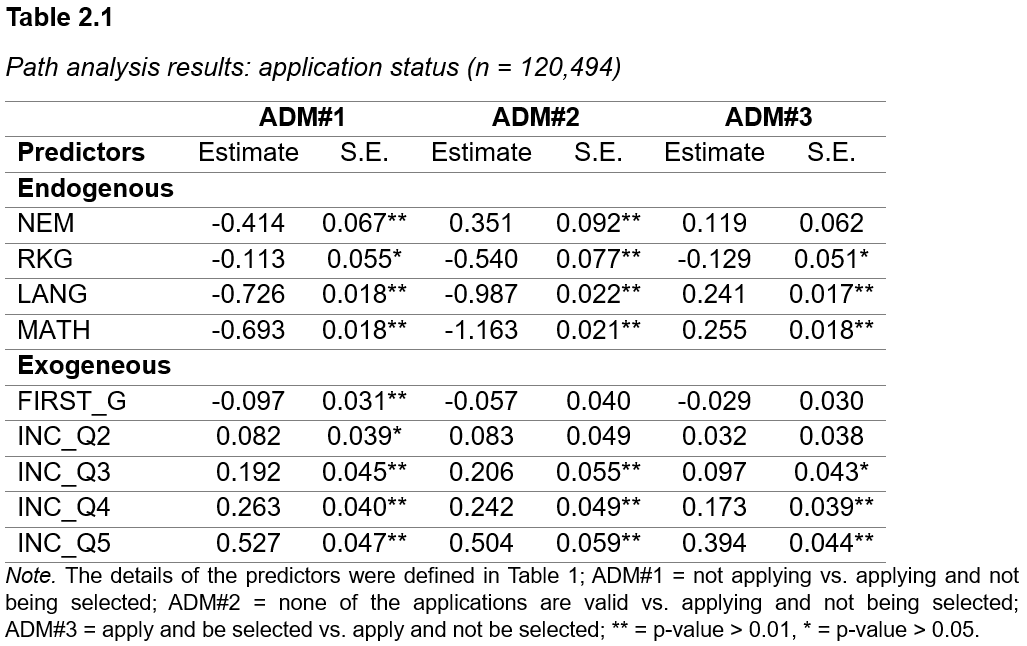 Table 2.1
Path analysis results: application status (n = 120,494)
ADM#1 ADM#2 ADM#3
Predictors Estimate S.E. Estimate S.E. Estimate S.E.
Endogenous
NEM -0.414 0.067** 0.351 0.092** 0.119 0.062
RKG -0.113 0.055* -0.540 0.077** -0.129 0.051*
LANG -0.726 0.018** -0.987 0.022** 0.241 0.017**
MATH -0.693 0.018** -1.163 0.021** 0.255 0.018**
Exogeneous
FIRST_G -0.097 0.031** -0.057 0.040 -0.029 0.030
INC_Q2 0.082 0.039* 0.083 0.049 0.032 0.038
INC_Q3 0.192 0.045** 0.206 0.055** 0.097 0.043*
INC_Q4 0.263 0.040** 0.242 0.049** 0.173 0.039**
INC_Q5 0.527 0.047** 0.504 0.059** 0.394 0.044**
Note. The details of the predictors were defined in Table 1; ADM#1 = not applying vs. applying and not
being selected; ADM#2 = none of the applications are valid vs. applying and not being selected;
ADM#3 = apply and be selected vs. apply and not be selected; ** = p-value > 0.01, * = p-value > 0.05.